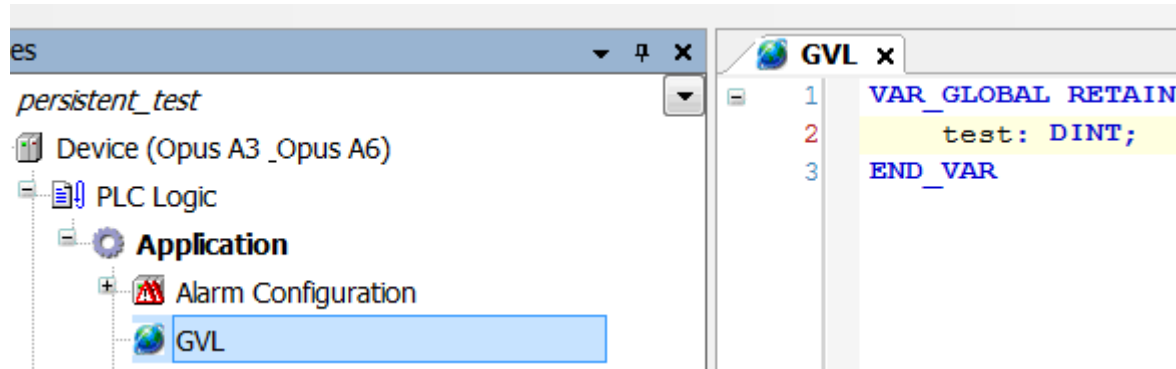 es
persistent_test
Device (Opus A3 _Opus A6)
PLC Logic
Application
Alarm Configuration
GVL
GVL
1 VAR_GLOBAL RETAIN
2 test: DINT;
3 END_VAR